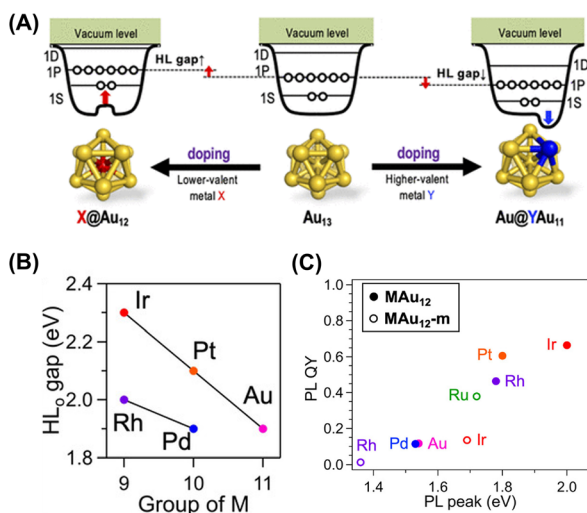 (A)
Vacuum level
Vacuum level
Vacuum level
1D
1P
1S
HL gap↑
1D
1P
1S
HL gap↓
1D
1P
1S
doping
Lower-valent
metal X
doping
Higher-valent
metal Y
X@Au12
Au13
Au@YAu11
(B)
HLo gap (eV)
2.4
2.2
2.0
1.8
Ir
Pt
Au
Rh
Pd
9
10
11
Group of M
(C)
PL QY
1.0
0.8
0.6
0.4
0.2
0.0
MAu12
MAu12-m
Ir
Pt
Rh
Ru
Ir
Pd
Au
Rh
1.4
1.6
1.8
2.0
PL peak (eV)